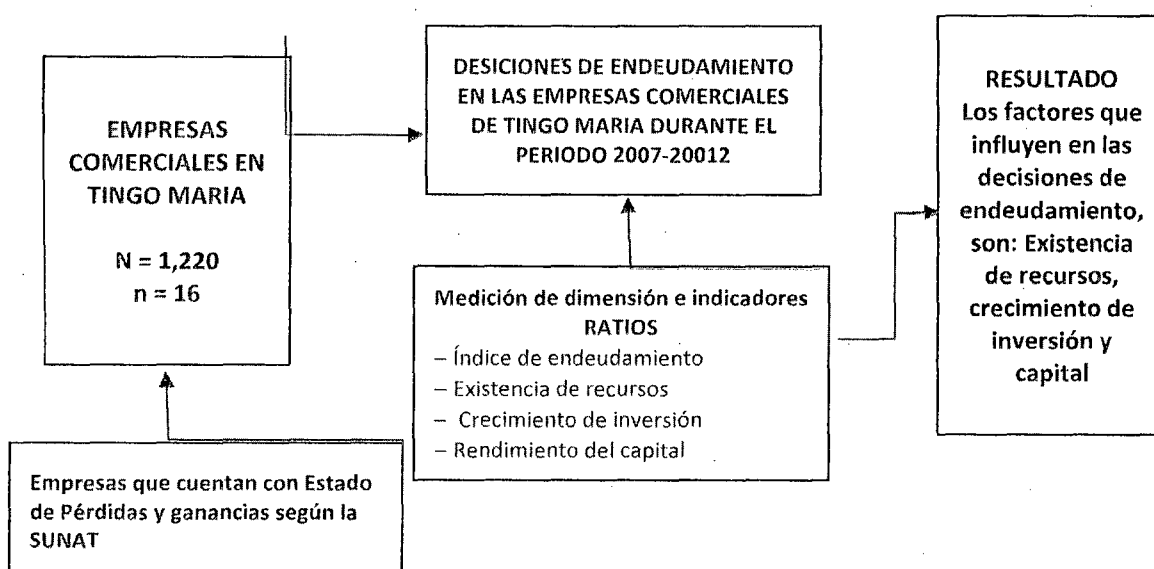 EMPRESAS
COMERCIALES EN
TINGO MARIA
N = 1,220
n = 16
DESICIONES DE ENDEUDAMIENTO
EN LAS EMPRESAS COMERCIALES
DE TINGO MARIA DURANTE EL
PERIODO 2007-20012
RESULTADO
Los factores que
influyen en las
decisiones de
endeudamiento,
son: Existencia
de recursos,
crecimiento de
inversión y
capital
Medición de dimensión e indicadores
RATIOS
– Índice de endeudamiento
– Existencia de recursos
– Crecimiento de inversión
– Rendimiento del capital
Empresas que cuentan con Estado
de Pérdidas y ganancias según la
SUNAT